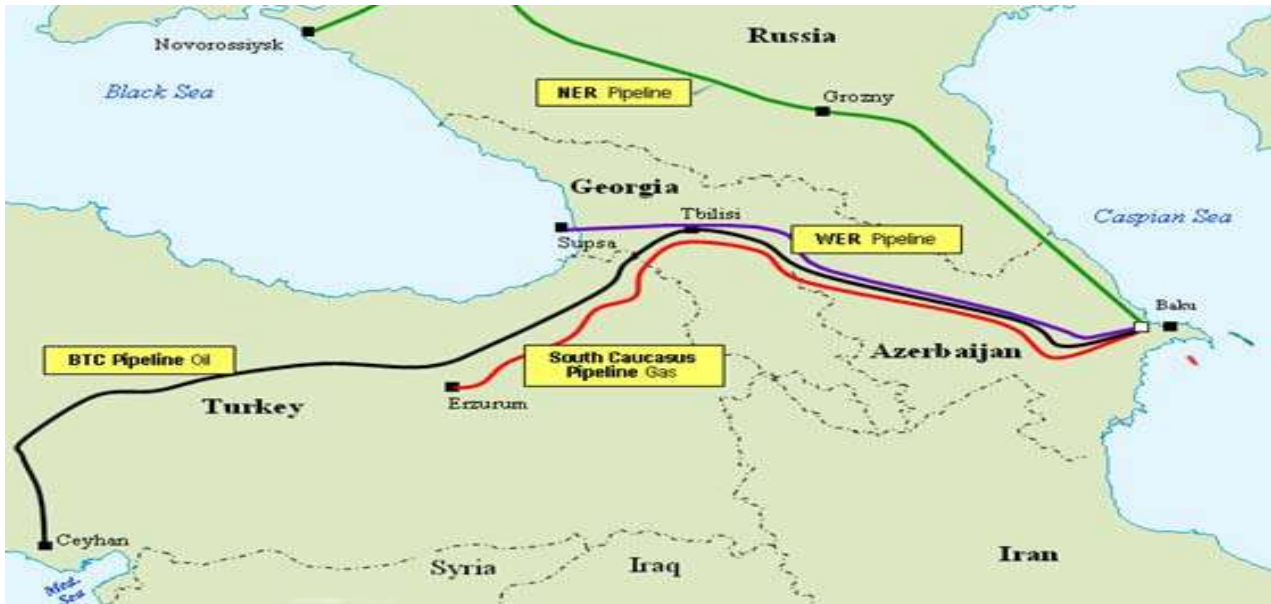 Russia
Novorossiysk
Black Sea
NER Pipeline
Grozny
Georgia
Tbilisi
Caspian Sea
Supsa
WER Pipeline
Baku
BTC Pipeline Oil
South Caucasus
Pipeline Gas
Azerbaijan
Turkey
Erzurum
Ceyhan
Syria
Iraq
Iran
Med.
Sea